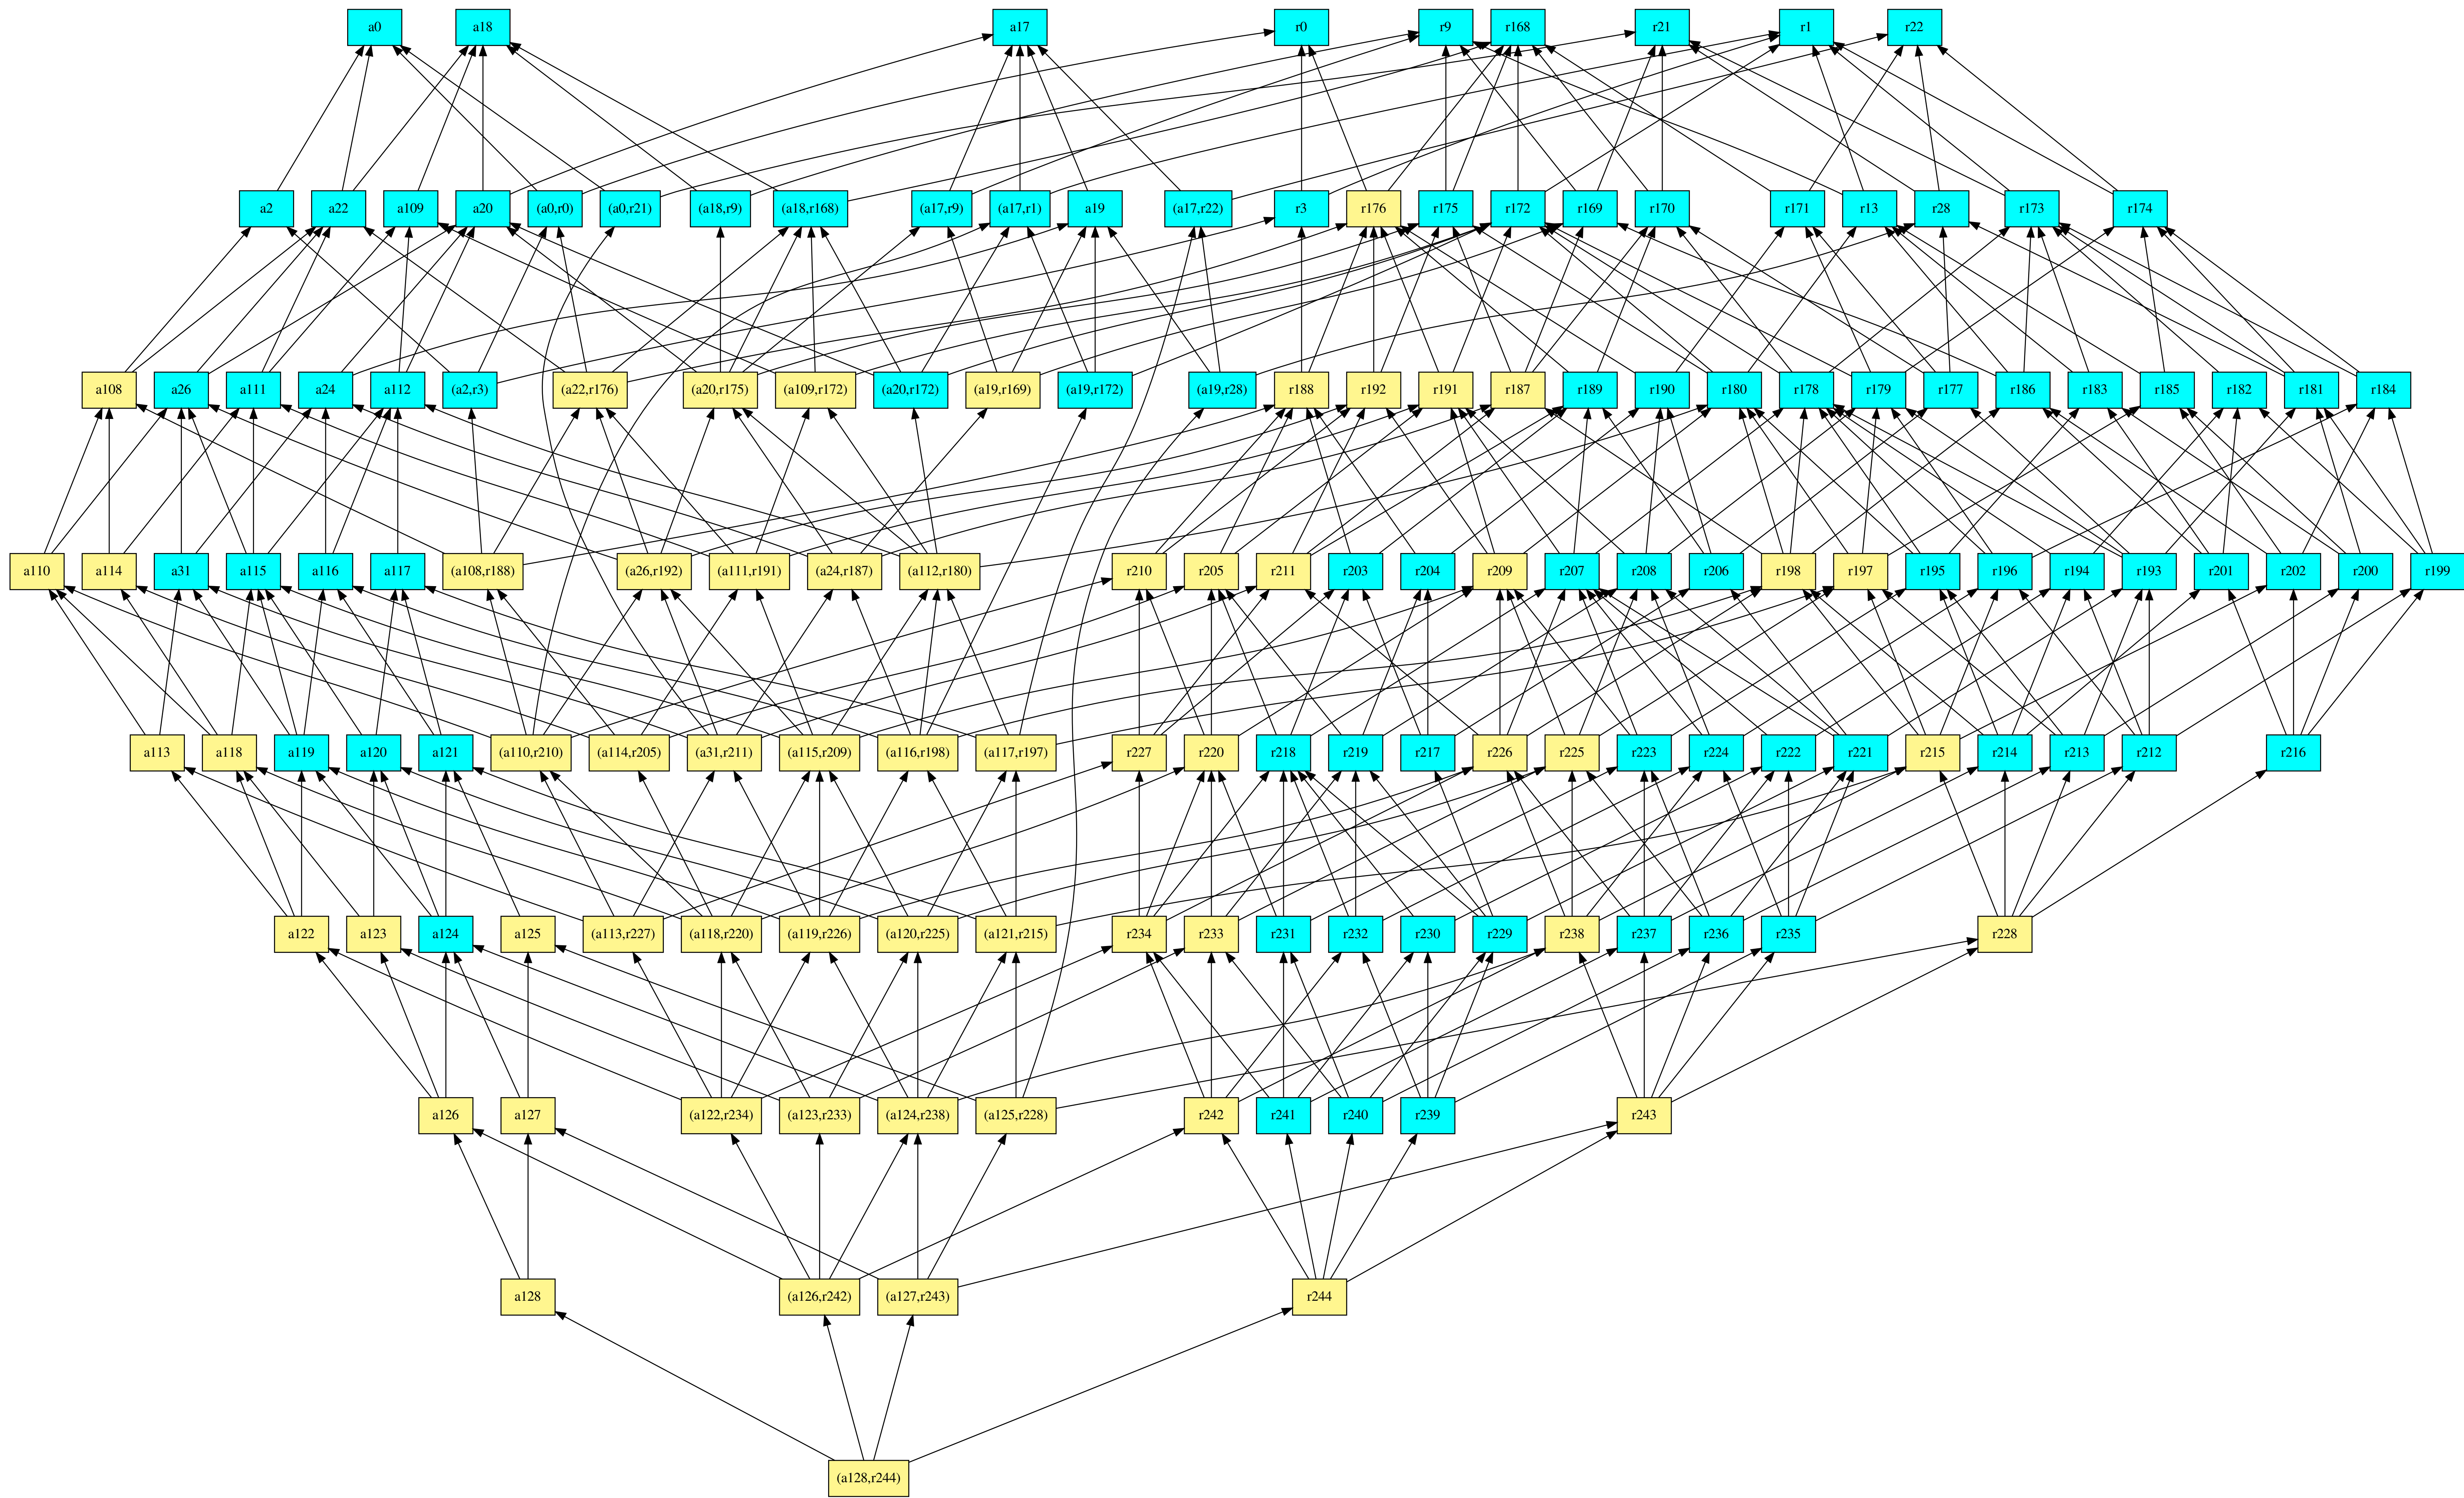 a0 a18 a17 r0 r9 r168 r21 r1 r22
a2 a22 a109 a20 (a0,r0) (a0,r21) (a18,r9) (a18,r168) (a17,r9) (a17,r1) a19 (a17,r22) r3 r176 r175 r172 r169 r170 r171 r13 r28 r173 r174
a108 a26 a111 a24 a112 (a2,r3) (a22,r176) (a20,r175) (a109,r172) (a20,r172) (a19,r169) (a19,r172) (a19,r28) r188 r192 r191 r187 r189 r190 r180 r178 r179 r177 r186 r183 r185 r182 r181 r184
a110 a114 a31 a115 a116 a117 (a108,r188) (a26,r192) (a111,r191) (a24,r187) (a112,r180) r210 r205 r211 r203 r204 r209 r207 r208 r206 r198 r197 r195 r196 r194 r193 r201 r202 r200 r199
a113 a118 a119 a120 a121 (a110,r210) (a114,r205) (a31,r211) (a115,r209) (a116,r198) (a117,r197) r227 r220 r218 r219 r217 r226 r225 r223 r224 r222 r221 r215 r214 r213 r212 r216
a122 a123 a124 a125 (a113,r227) (a118,r220) (a119,r226) (a120,r225) (a121,r215) r234 r233 r231 r232 r230 r229 r238 r237 r236 r235 r228
a126 a127 (a122,r234) (a123,r233) (a124,r238) (a125,r228) r242 r241 r240 r239 r243
a128 (a126,r242) (a127,r243) r244
(a128,r244)